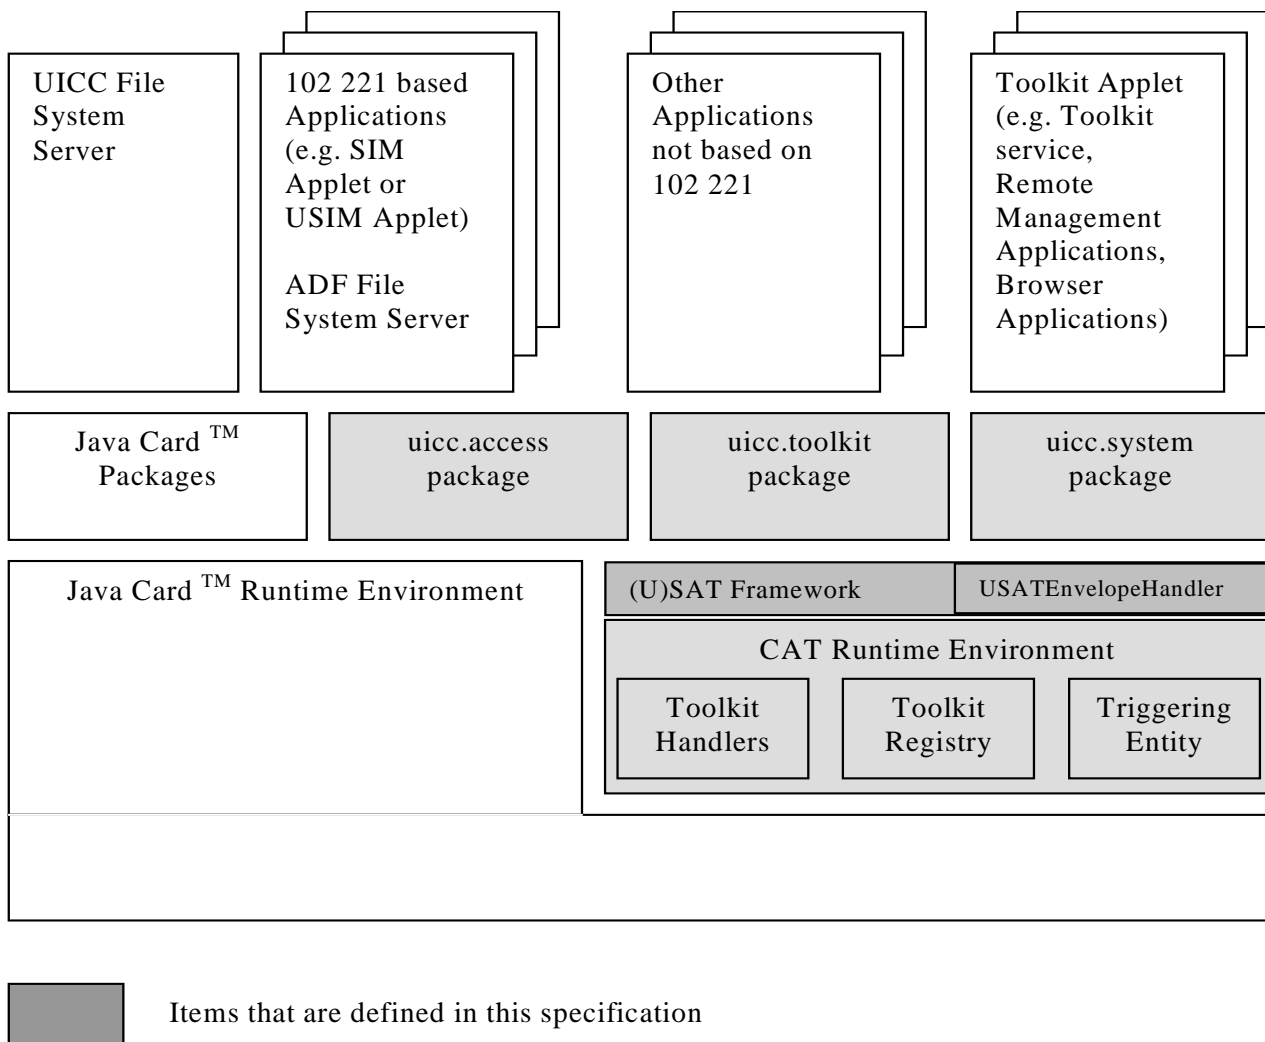 UICC File
System
Server
102 221 based
Applications
(e.g. SIM
Applet or
USIM Applet)
ADF File
System Server
Other
Applications
not based on
102 221
Toolkit Applet
(e.g. Toolkit
service,
Remote
Management
Applications,
Browser
Applications)
Java Card TM
Packages
uicc.access
package
uicc.toolkit
package
uicc.system
package
Java Card TM Runtime Environment
(U)SAT Framework
USATEnvelopeHandler
CAT Runtime Environment
Toolkit
Handlers
Toolkit
Registry
Triggering
Entity
Items that are defined in this specification